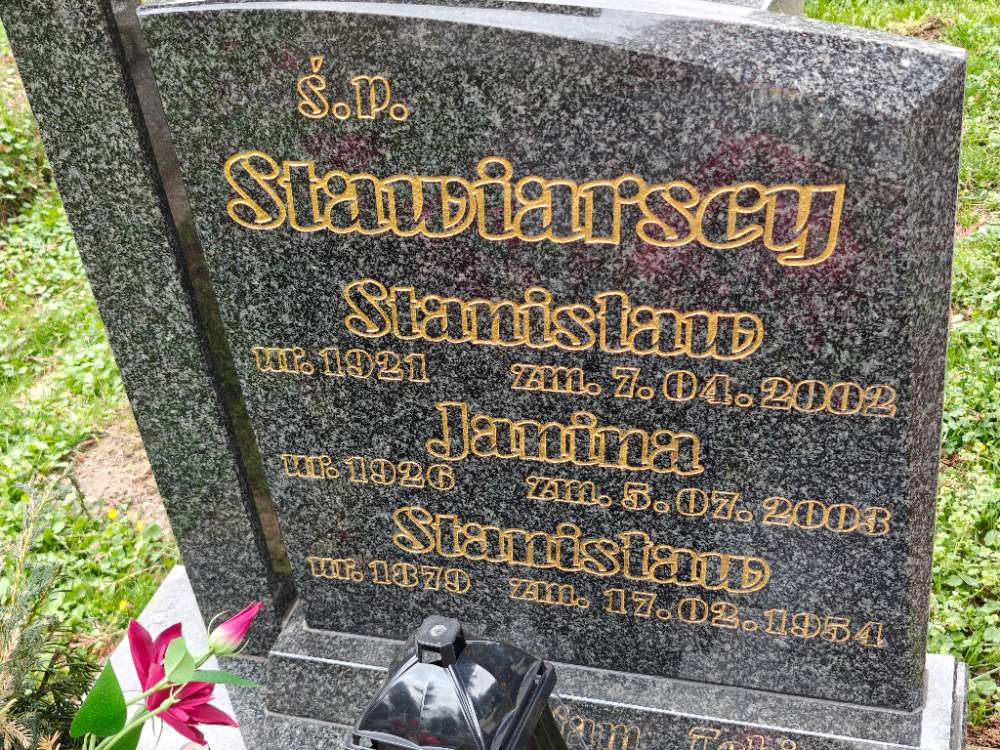 ś.p.
Stawiarscy
Stanisław
ur. 1921 zm. 7.04.2002
Janina
ur. 1926 zm. 5.07.2003
Stanisław
ur. 1879 zm. 17.02.1954